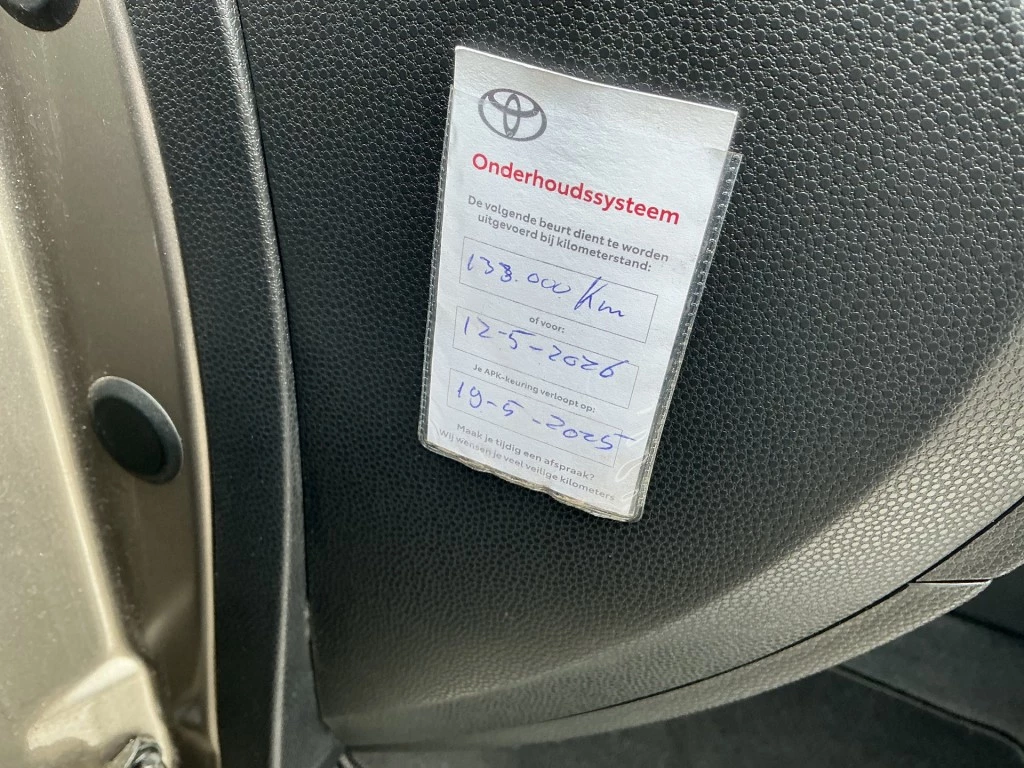 Onderhoudssysteem
De volgende beurt dient te worden
uitgevoerd bij kilometerstand:
133.000 Km
of voor:
12-5-2026
Je APK-keuring verloopt op:
19-5-2025
Maak je tijdig een afspraak?
Wij wensen je veel veilige kilometers